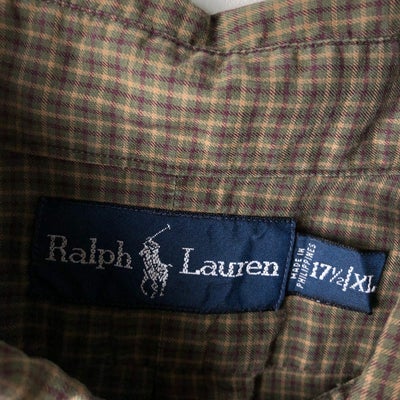 Ralph Lauren
MADE IN
PHILIPPINES
17½/XL